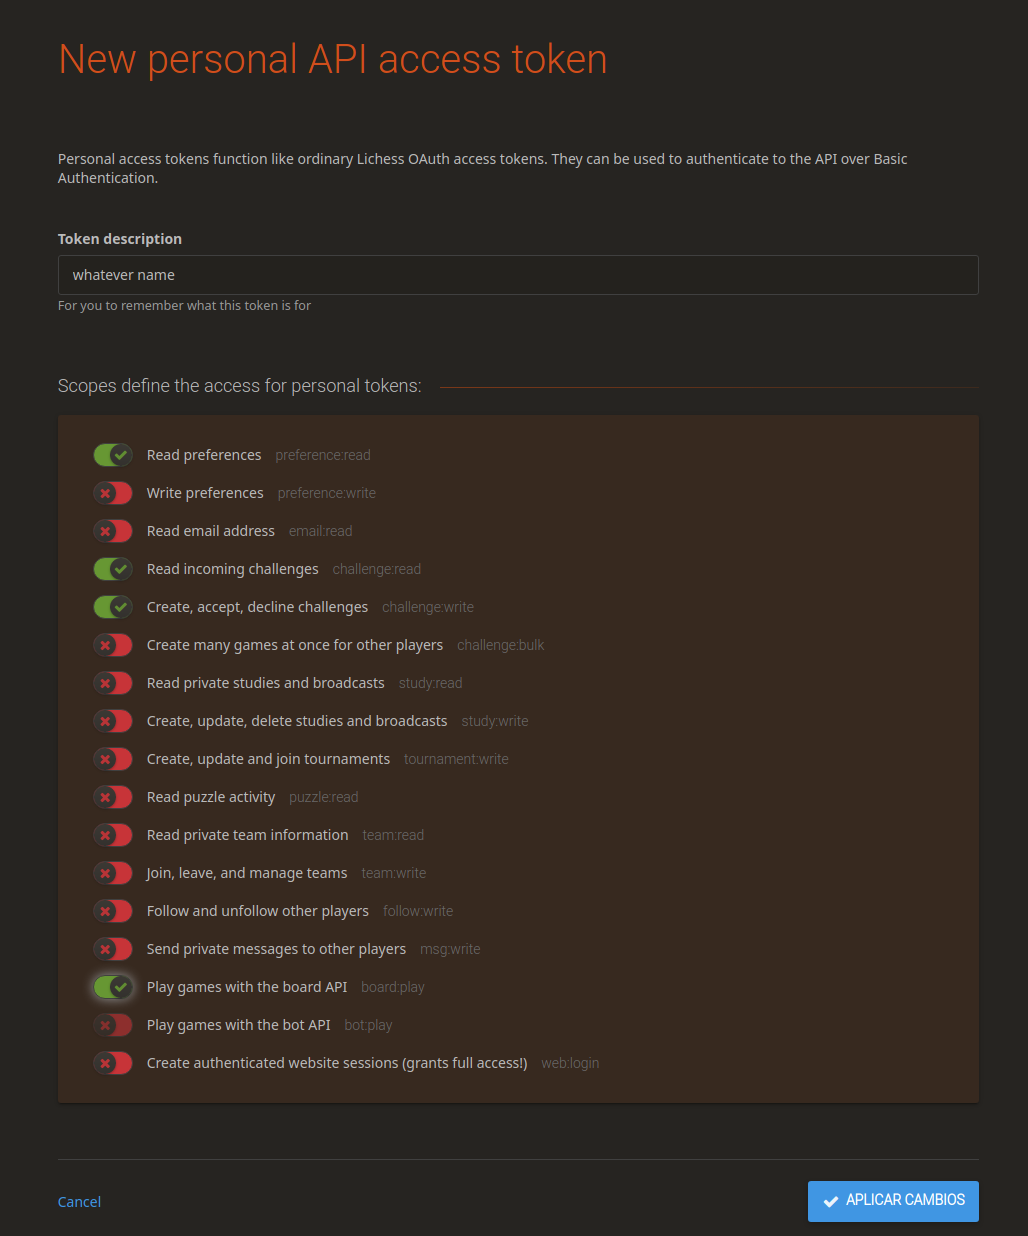 New personal API access token
Personal access tokens function like ordinary Lichess OAuth access tokens. They can be used to authenticate to the API over Basic
Authentication.
Token description
whatever name
For you to remember what this token is for
Scopes define the access for personal tokens:
Read preferences preference:read
Write preferences preference:write
Read email address email:read
Read incoming challenges challenge:read
Create, accept, decline challenges challenge:write
Create many games at once for other players challenge:bulk
Read private studies and broadcasts study:read
Create, update, delete studies and broadcasts study:write
Create, update and join tournaments tournament:write
Read puzzle activity puzzle:read
Read private team information team:read
Join, leave, and manage teams team:write
Follow and unfollow other players follow:write
Send private messages to other players msg:write
Play games with the board API board:play
Play games with the bot API bot:play
Create authenticated website sessions (grants full access!) web:login
Cancel APLICAR CAMBIOS